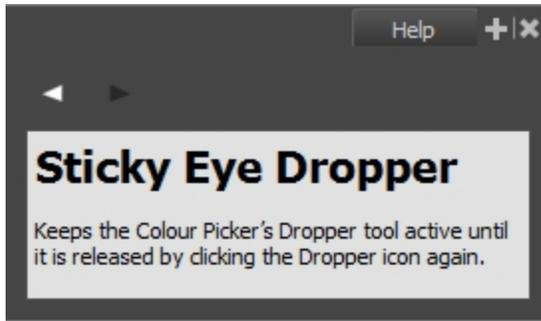 Help
Sticky Eye Dropper
Keeps the Colour Picker's Dropper tool active until
it is released by clicking the Dropper icon again.